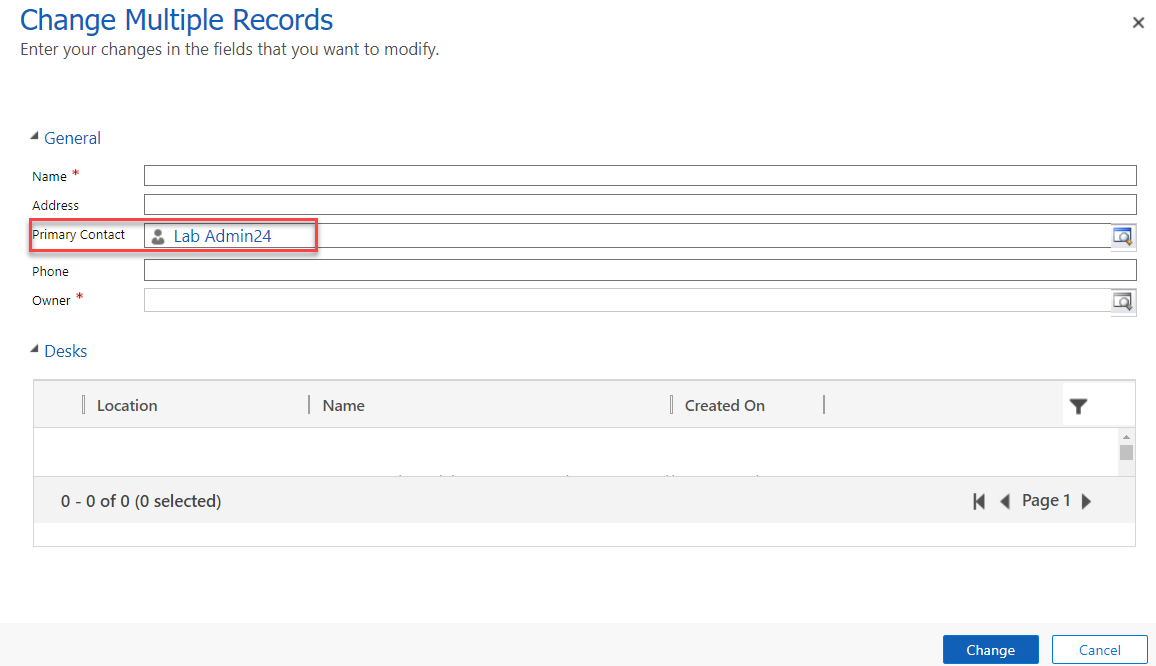 Change Multiple Records
Enter your changes in the fields that you want to modify.
General
Name *
Address
Primary Contact Lab Admin24
Phone
Owner *
Desks
Location Name Created On
0 - 0 of 0 (0 selected) Page 1
Change Cancel